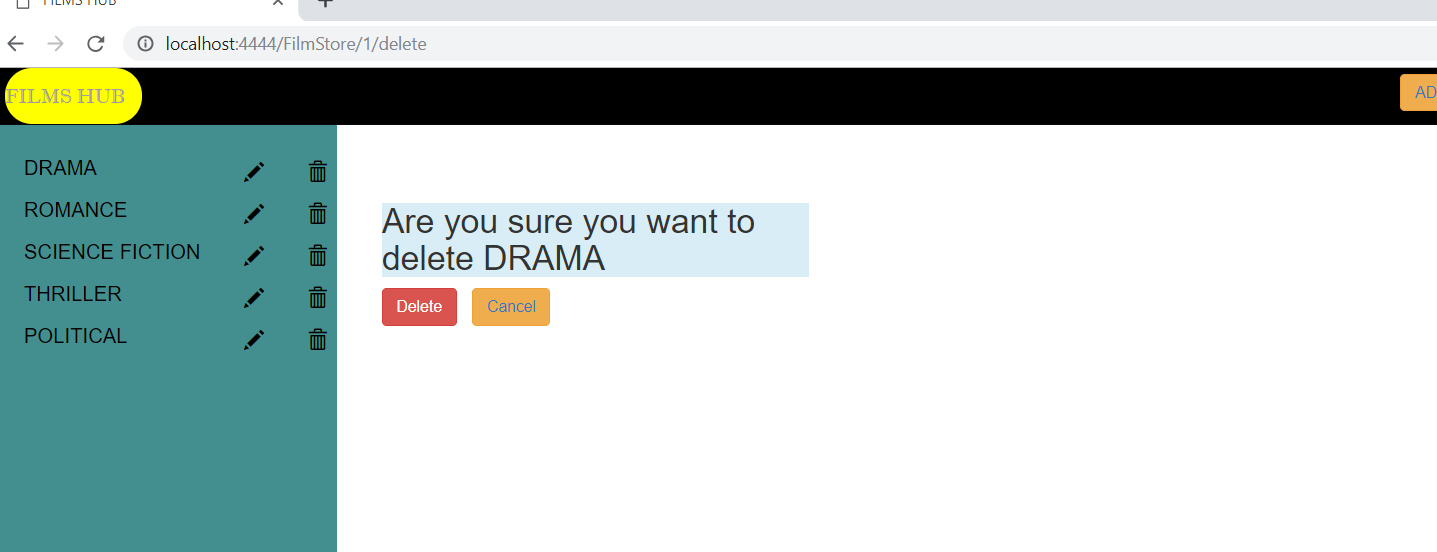 FILMS HUB
localhost:4444/FilmStore/1/delete
FILMS HUB
AD
DRAMA
ROMANCE
SCIENCE FICTION
THRILLER
POLITICAL
Are you sure you want to
delete DRAMA
Delete
Cancel